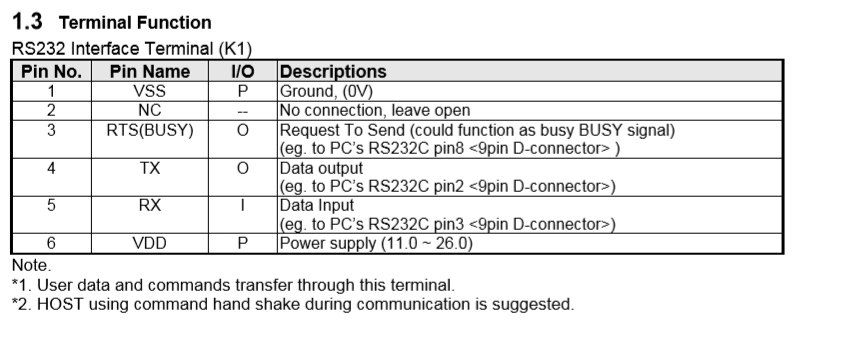 1.3 Terminal Function
RS232 Interface Terminal (K1)
Pin No. Pin Name I/O Descriptions
1 VSS P Ground, (0V)
2 NC -- No connection, leave open
3 RTS(BUSY) O Request To Send (could function as busy BUSY signal)
(eg. to PC's RS232C pin8 <9pin D-connector> )
4 TX O Data output
(eg. to PC's RS232C pin2 <9pin D-connector>)
5 RX I Data Input
(eg. to PC's RS232C pin3 <9pin D-connector>)
6 VDD P Power supply (11.0 ~ 26.0)
Note.
*1. User data and commands transfer through this terminal.
*2. HOST using command hand shake during communication is suggested.